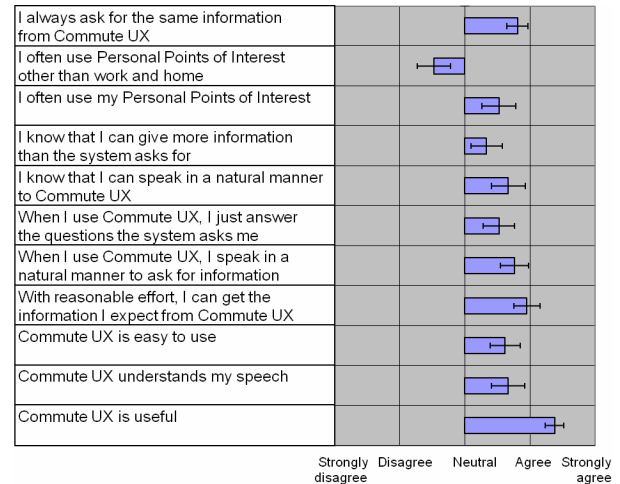 I always ask for the same information
from Commute UX
I often use Personal Points of Interest
other than work and home
I often use my Personal Points of Interest
I know that I can give more information
than the system asks for
I know that I can speak in a natural manner
to Commute UX
When I use Commute UX, I just answer
the questions the system asks me
When I use Commute UX, I speak in a
natural manner to ask for information
With reasonable effort, I can get the
information I expect from Commute UX
Commute UX is easy to use
Commute UX understands my speech
Commute UX is useful
Strongly disagree
Disagree
Neutral
Agree
Strongly agree